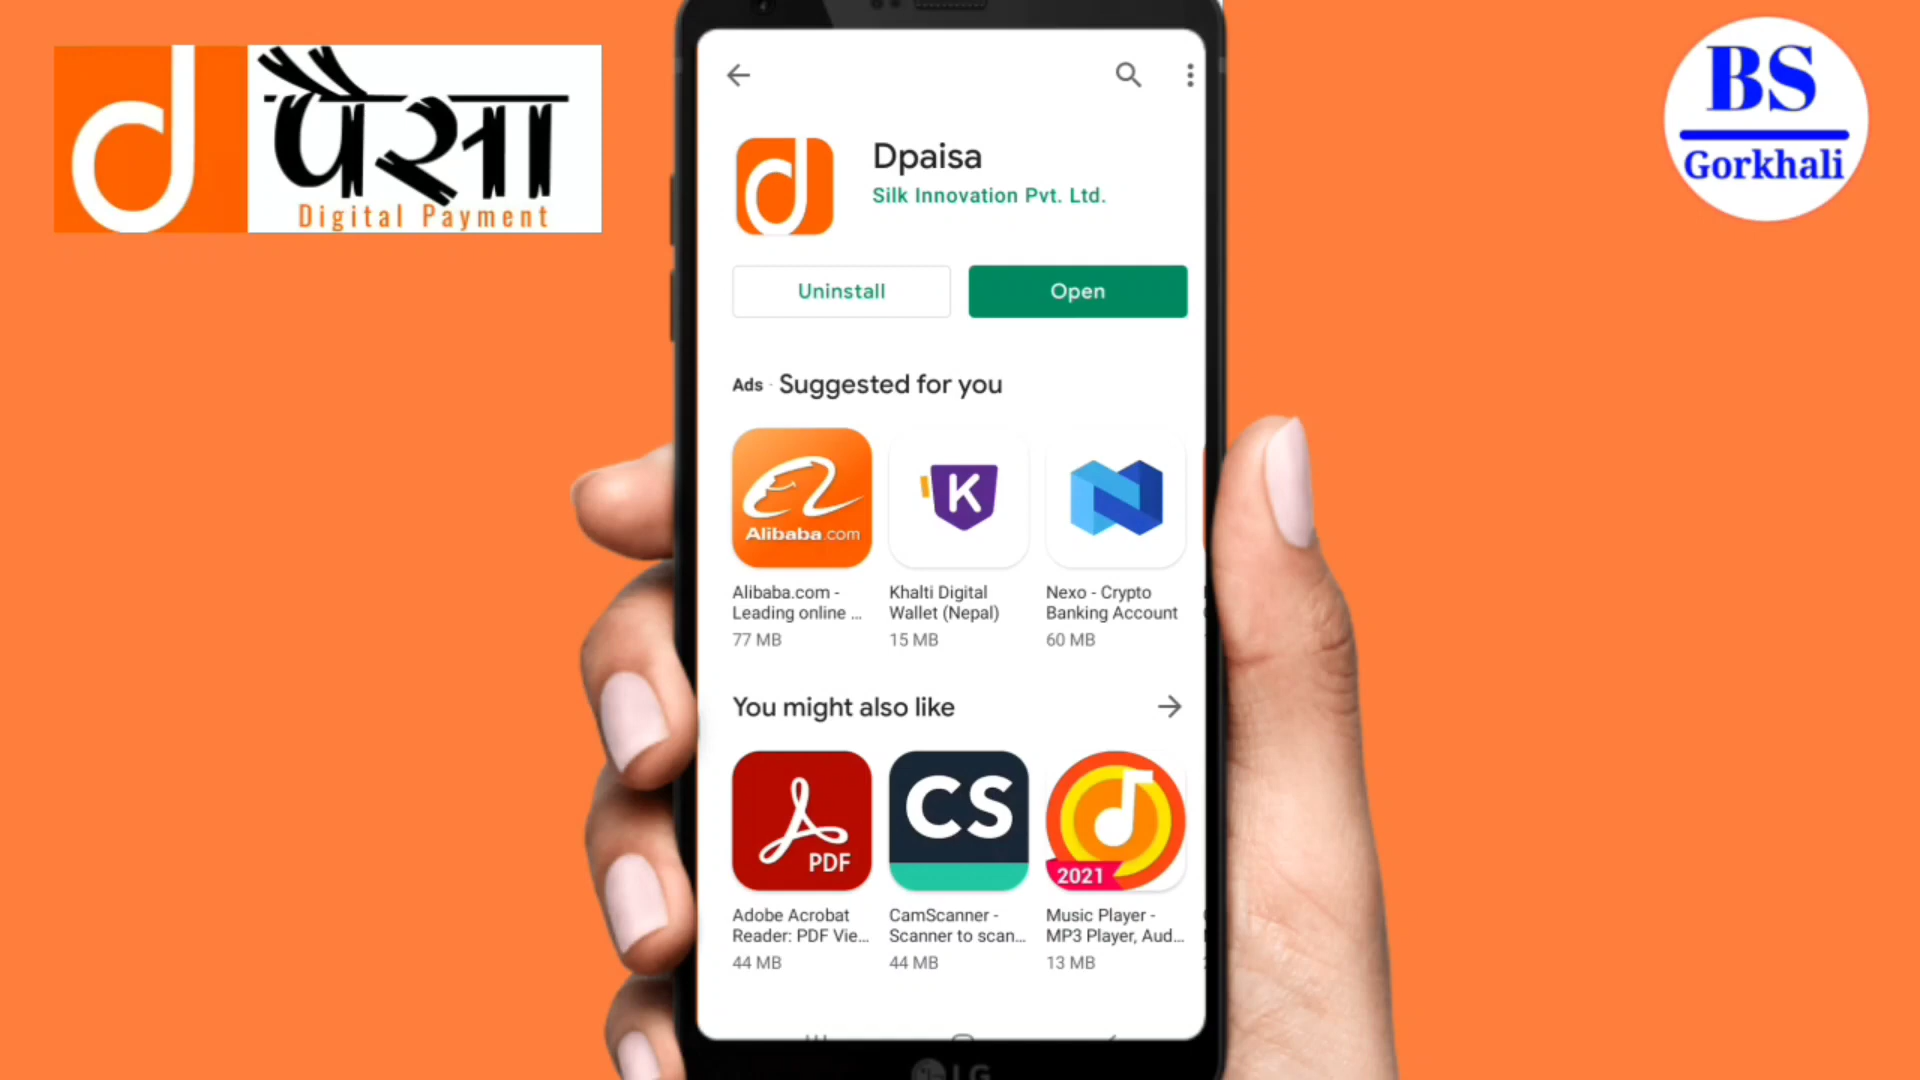 d पैसा
Digital Payment
BS
Gorkhali
Dpaisa
Silk Innovation Pvt. Ltd.
Uninstall
Open
Ads · Suggested for you
Alibaba.com
K
Alibaba.com -
Leading online ...
77 MB
Khalti Digital
Wallet (Nepal)
15 MB
Nexo - Crypto
Banking Account
60 MB
You might also like
PDF
CS
2021
Adobe Acrobat
Reader: PDF Vie...
44 MB
CamScanner -
Scanner to scan...
44 MB
Music Player -
MP3 Player, Aud...
13 MB
LG